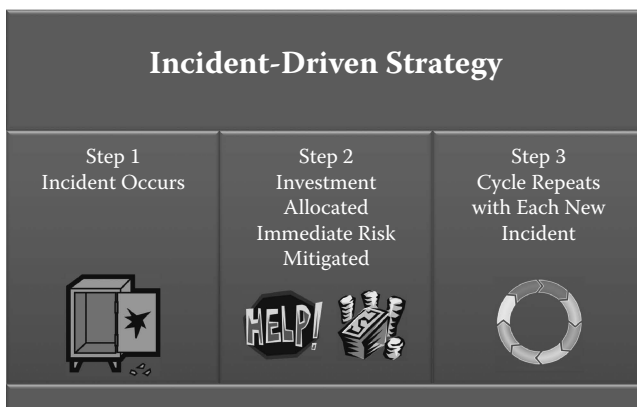 Incident-Driven Strategy
Step 1
Incident Occurs
Step 2
Investment
Allocated
Immediate Risk
Mitigated
Step 3
Cycle Repeats
with Each New
Incident
HELP!